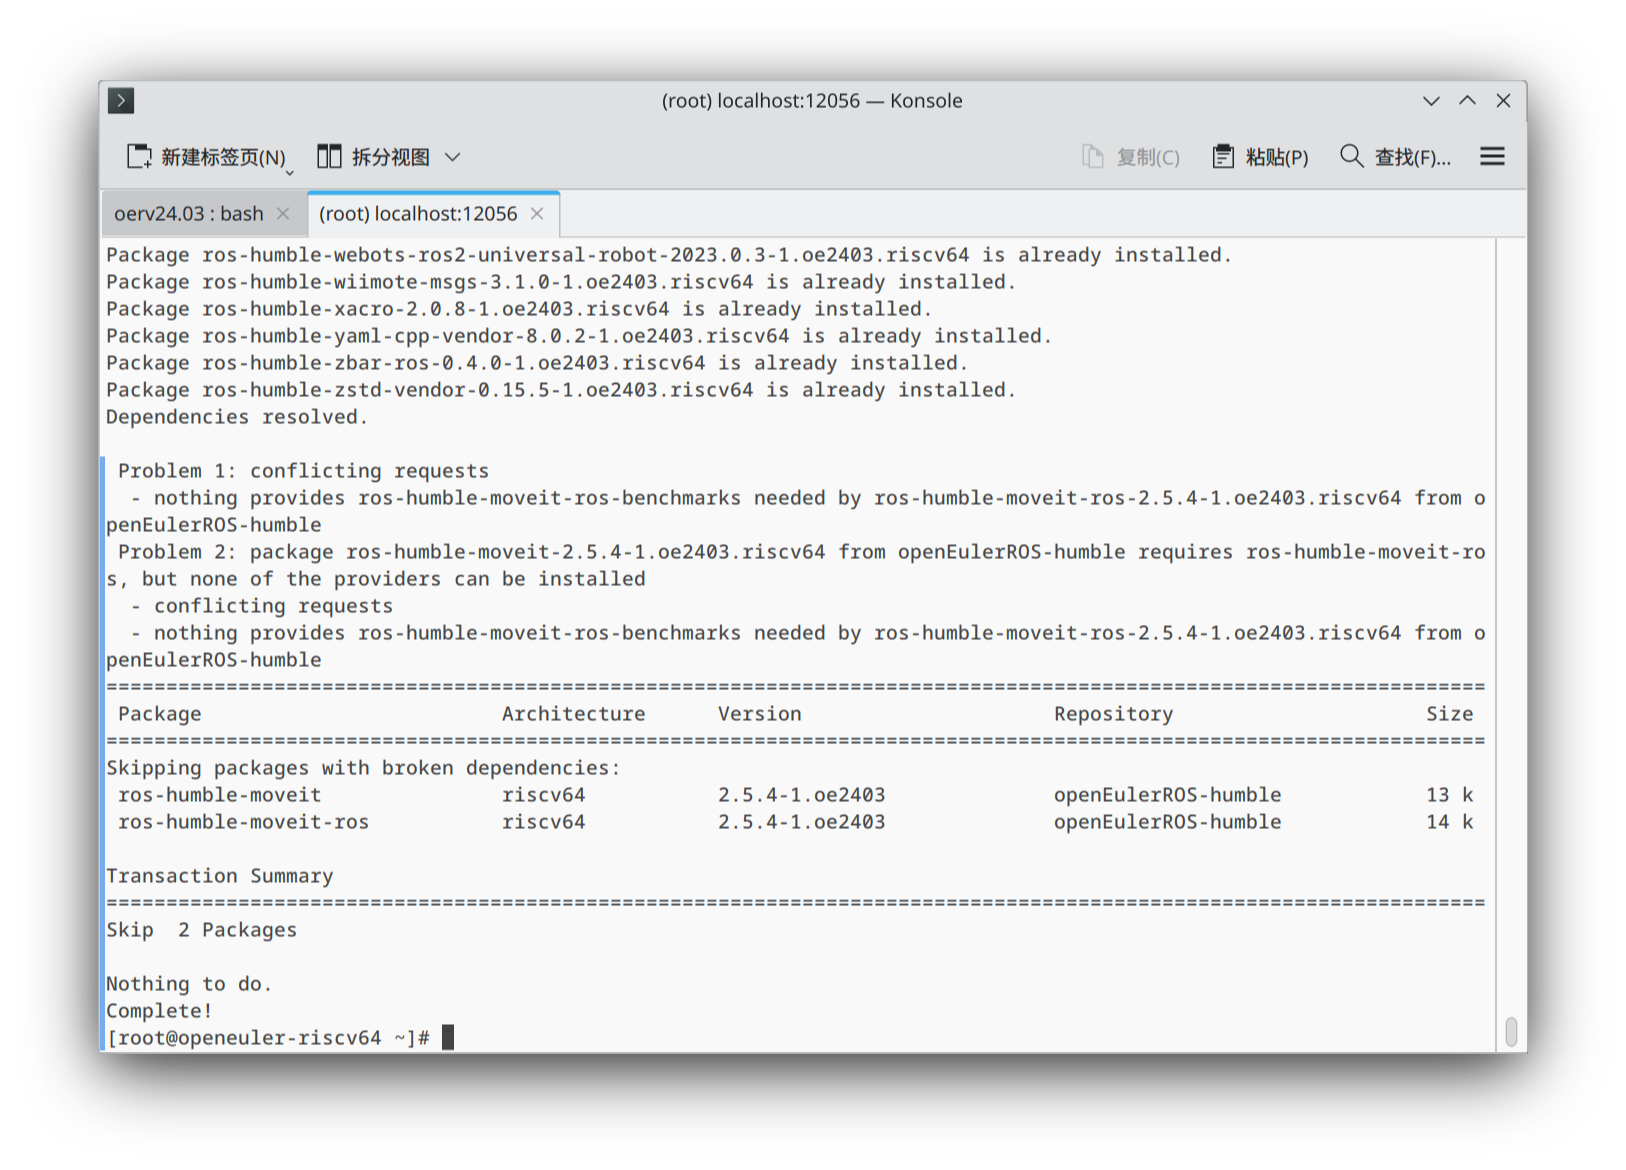 (root) localhost:12056 — Konsole
新建标签页(N) 拆分视图 复制(C) 粘贴(P) 查找(F)...
oerv24.03 : bash (root) localhost:12056
Package ros-humble-webots-ros2-universal-robot-2023.0.3-1.oe2403.riscv64 is already installed.
Package ros-humble-wiimote-msgs-3.1.0-1.oe2403.riscv64 is already installed.
Package ros-humble-xacro-2.0.8-1.oe2403.riscv64 is already installed.
Package ros-humble-yaml-cpp-vendor-8.0.2-1.oe2403.riscv64 is already installed.
Package ros-humble-zbar-ros-0.4.0-1.oe2403.riscv64 is already installed.
Package ros-humble-zstd-vendor-0.15.5-1.oe2403.riscv64 is already installed.
Dependencies resolved.
Problem 1: conflicting requests
- nothing provides ros-humble-moveit-ros-benchmarks needed by ros-humble-moveit-ros-2.5.4-1.oe2403.riscv64 from o
penEulerROS-humble
Problem 2: package ros-humble-moveit-2.5.4-1.oe2403.riscv64 from openEulerROS-humble requires ros-humble-moveit-ro
s, but none of the providers can be installed
- conflicting requests
- nothing provides ros-humble-moveit-ros-benchmarks needed by ros-humble-moveit-ros-2.5.4-1.oe2403.riscv64 from o
penEulerROS-humble
===================================================================================================================
Package Architecture Version Repository Size
===================================================================================================================
Skipping packages with broken dependencies:
ros-humble-moveit riscv64 2.5.4-1.oe2403 openEulerROS-humble 13 k
ros-humble-moveit-ros riscv64 2.5.4-1.oe2403 openEulerROS-humble 14 k
Transaction Summary
===================================================================================================================
Skip 2 Packages
Nothing to do.
Complete!
[root@openeuler-riscv64 ~]#